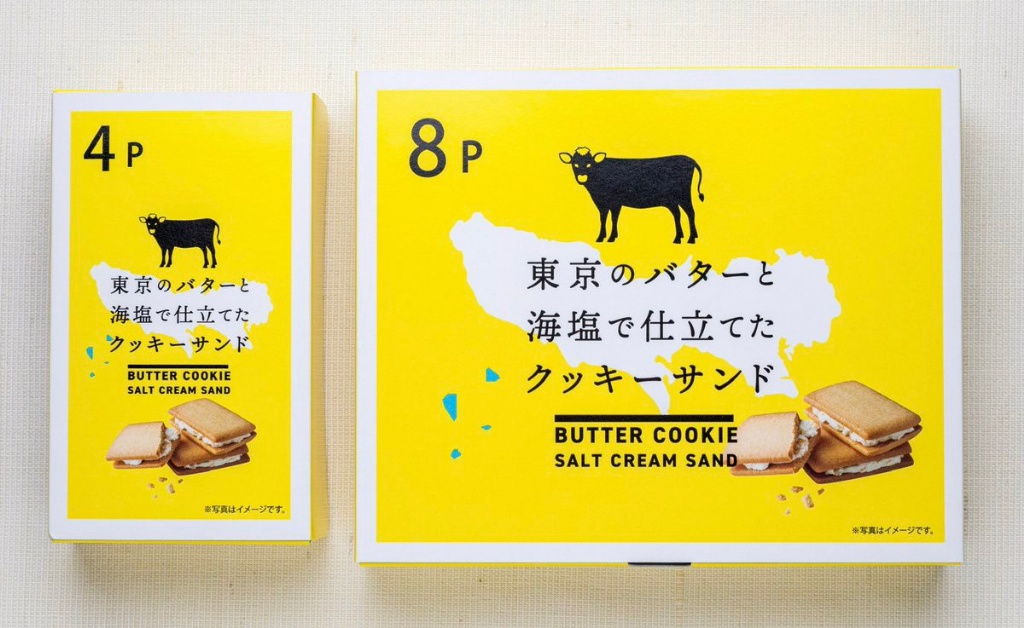 4P
東京のバターと
海塩で仕立てた
クッキーサンド
BUTTER COOKIE
SALT CREAM SAND
※写真はイメージです。
8P
東京のバターと
海塩で仕立てた
クッキーサンド
BUTTER COOKIE
SALT CREAM SAND
※写真はイメージです。